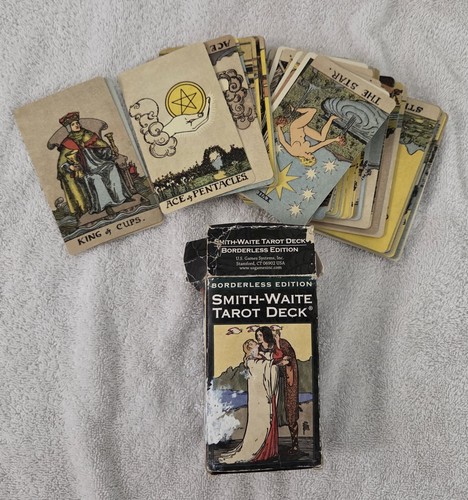 KING of CUPS.
ACE of PENTACLES.
ACE
THE STAR.
XVII
SMITH-WAITE TAROT DECK
BORDERLESS EDITION
U.S. Games Systems, Inc.
Stamford, CT 06902 USA
www.usgamesinc.com
BORDERLESS EDITION
SMITH-WAITE
TAROT DECK®